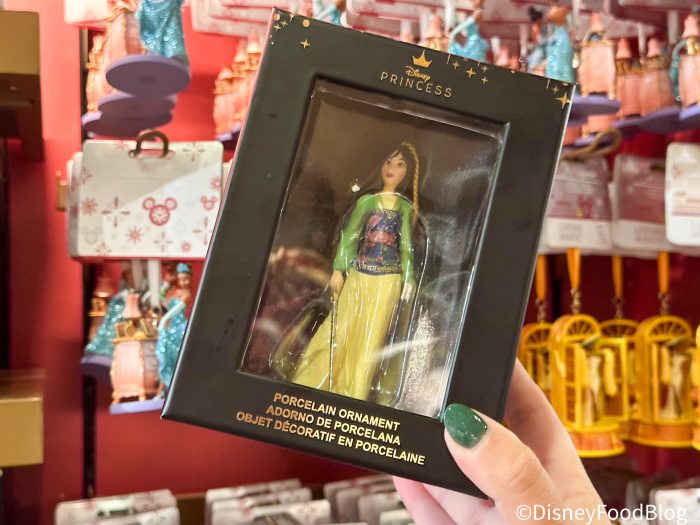 Disney
PRINCESS
PORCELAIN ORNAMENT
ADORNO DE PORCELANA
OBJET DÉCORATIF EN PORCELAINE
©DisneyFoodBlog